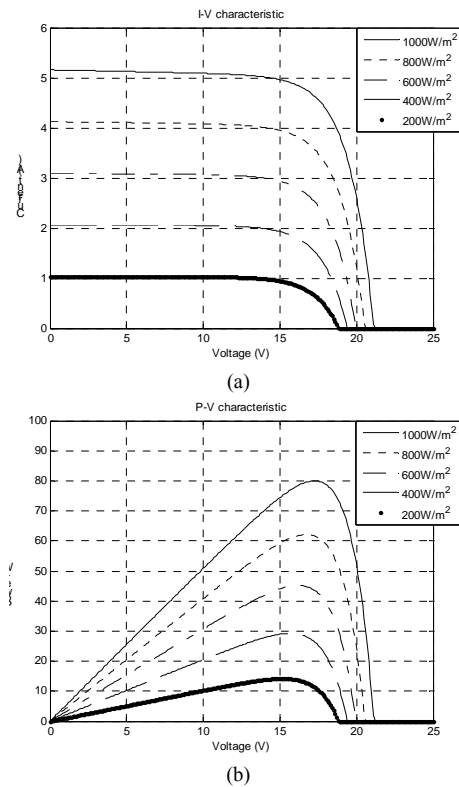 I-V characteristic
6
5
4
3
2
1
0
0 5 10 15 20 25
Voltage (V)
1000W/m²
800W/m²
600W/m²
400W/m²
200W/m²
(a)
P-V characteristic
100
90
80
70
60
50
40
30
20
10
0
0 5 10 15 20 25
Voltage (V)
1000W/m²
800W/m²
600W/m²
400W/m²
200W/m²
(b)